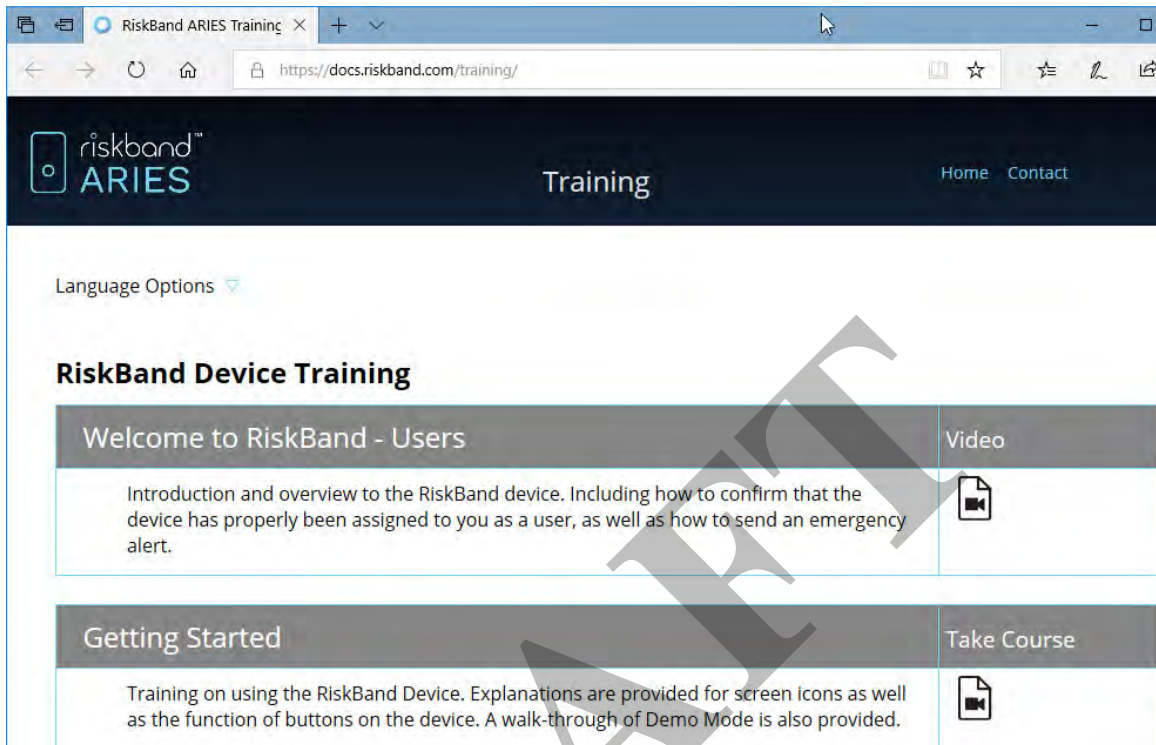 RiskBand ARIES Training
https://docs.riskband.com/training/
riskband™
ARIES
Training
Home Contact
Language Options
RiskBand Device Training
Welcome to RiskBand - Users
Video
Introduction and overview to the RiskBand device. Including how to confirm that the
device has properly been assigned to you as a user, as well as how to send an emergency
alert.
Getting Started
Take Course
Training on using the RiskBand Device. Explanations are provided for screen icons as well
as the function of buttons on the device. A walk-through of Demo Mode is also provided.
AFT